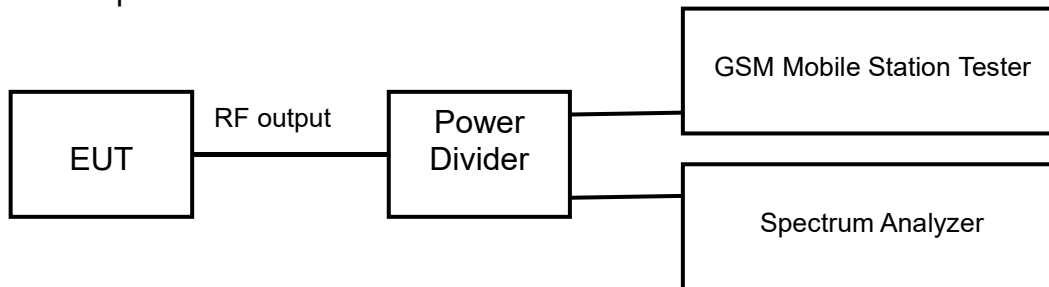 EUT
RF output
Power
Divider
GSM Mobile Station Tester
Spectrum Analyzer